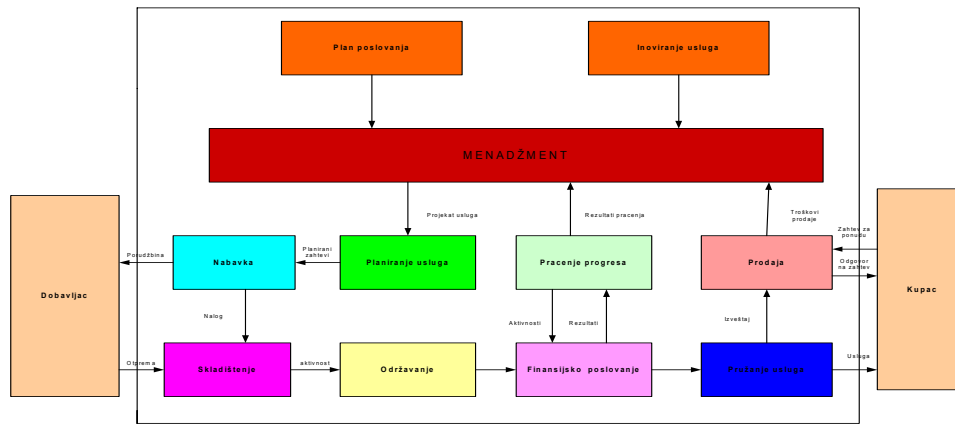 Plan poslovanja
Inoviranje usluga
MENADŽMENT
Projekat usluga
Rezultati pracenja
Troškovi
prodaje
Zahtev za
ponudu
Porudžbina
Nabavka
Planirani
zahtevi
Planiranje usluga
Pracenje progresa
Prodaja
Odgovor
na zahtev
Dobavljac
Kupac
Nalog
Aktivnosti
Rezultati
Izveštaj
Otprema
Skladištenje
aktivnost
Održavanje
Finansijsko poslovanje
Pružanje usluga
Usluga